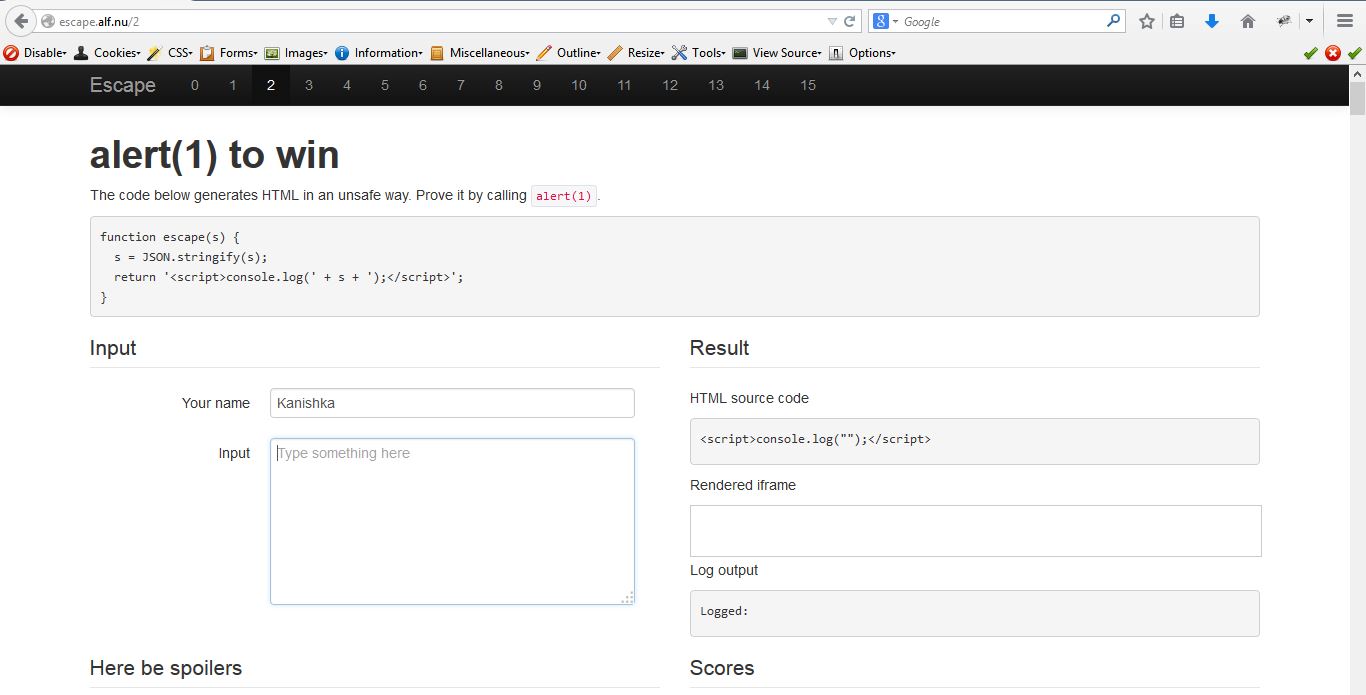 escape.alf.nu/2
Google
Disable Cookies CSS Forms Images Information Miscellaneous Outline Resize Tools View Source Options
Escape 0 1 2 3 4 5 6 7 8 9 10 11 12 13 14 15
alert(1) to win
The code below generates HTML in an unsafe way. Prove it by calling alert(1).
function escape(s) {
  s = JSON.stringify(s);
  return '<script>console.log(' + s + ');</script>';
}
Input
Your name Kanishka
Input Type something here
Result
HTML source code
<script>console.log("");</script>
Rendered iframe
Log output
Logged:
Here be spoilers
Scores